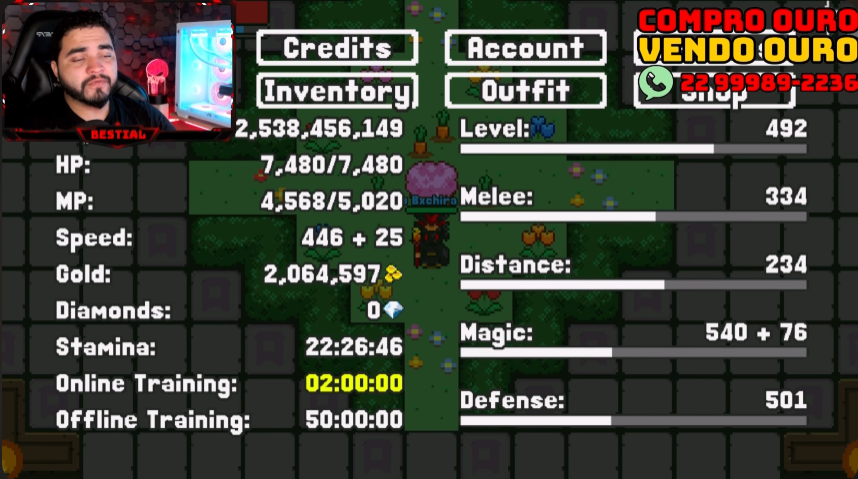 COMPRO OURO
VENDO OURO
22 99989-2236
Credits
Account
Inventory
Outfit
Shop
BESTIAL
2,538,456,149
HP: 7,480/7,480
MP: 4,568/5,020
Speed: 446 + 25
Gold: 2,064,597
Diamonds: 0
Stamina: 22:26:46
Online Training: 02:00:00
Offline Training: 50:00:00
Bxchiro
Level: 492
Melee: 334
Distance: 234
Magic: 540 + 76
Defense: 501